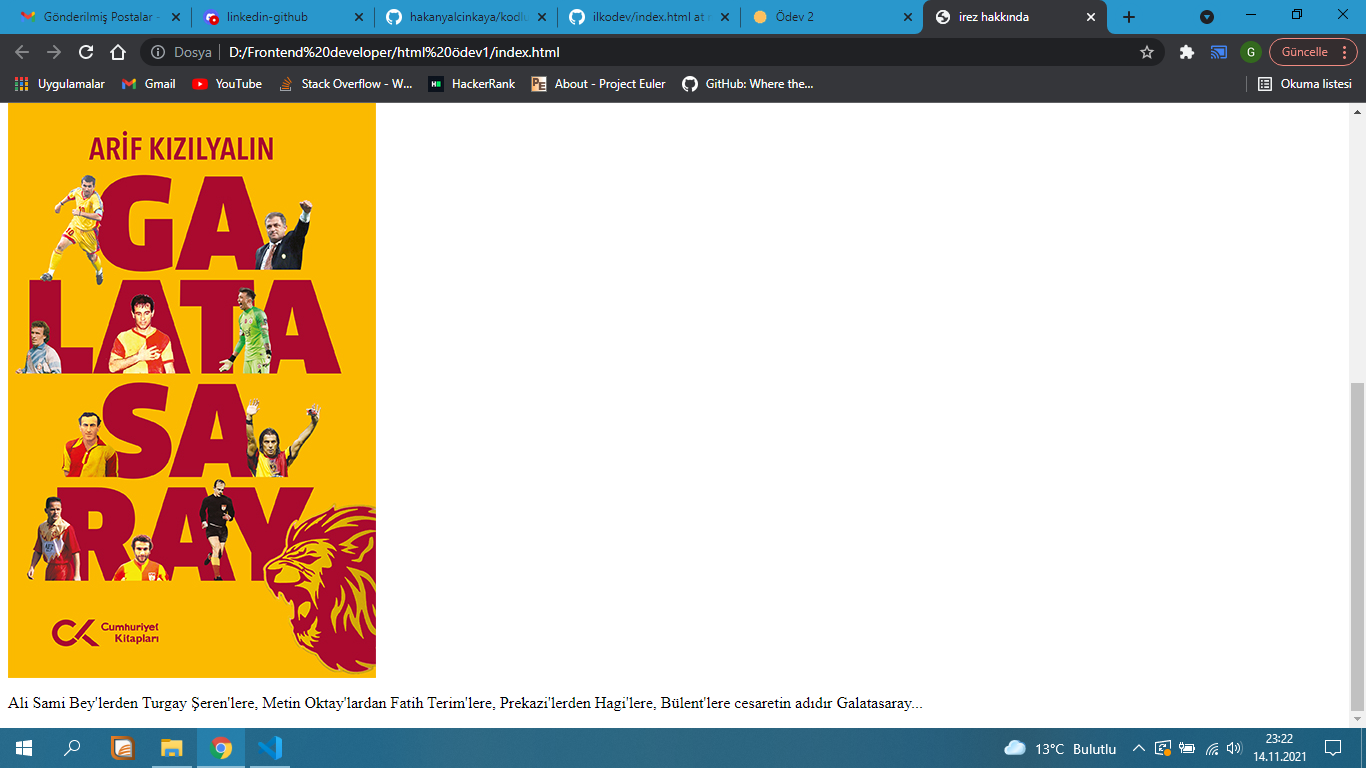 Gönderilmiş Postalar -
linkedin-github
hakanyalcinkaya/kodlu
ilkodev/index.html at m
Ödev 2
irez hakkında
Dosya
D:/Frontend%20developer/html%20ödev1/index.html
Güncelle
Uygulamalar
Gmail
YouTube
Stack Overflow - W...
HackerRank
About - Project Euler
GitHub: Where the...
Okuma listesi
ARİF KIZILYALIN
GA
LATA
SA
RAY
CK
Cumhuriyet
Kitapları
Ali Sami Bey'lerden Turgay Şeren'lere, Metin Oktay'lardan Fatih Terim'lere, Prekazi'lerden Hagi'lere, Bülent'lere cesaretin adıdır Galatasaray...
13°C Bulutlu
23:22
14.11.2021